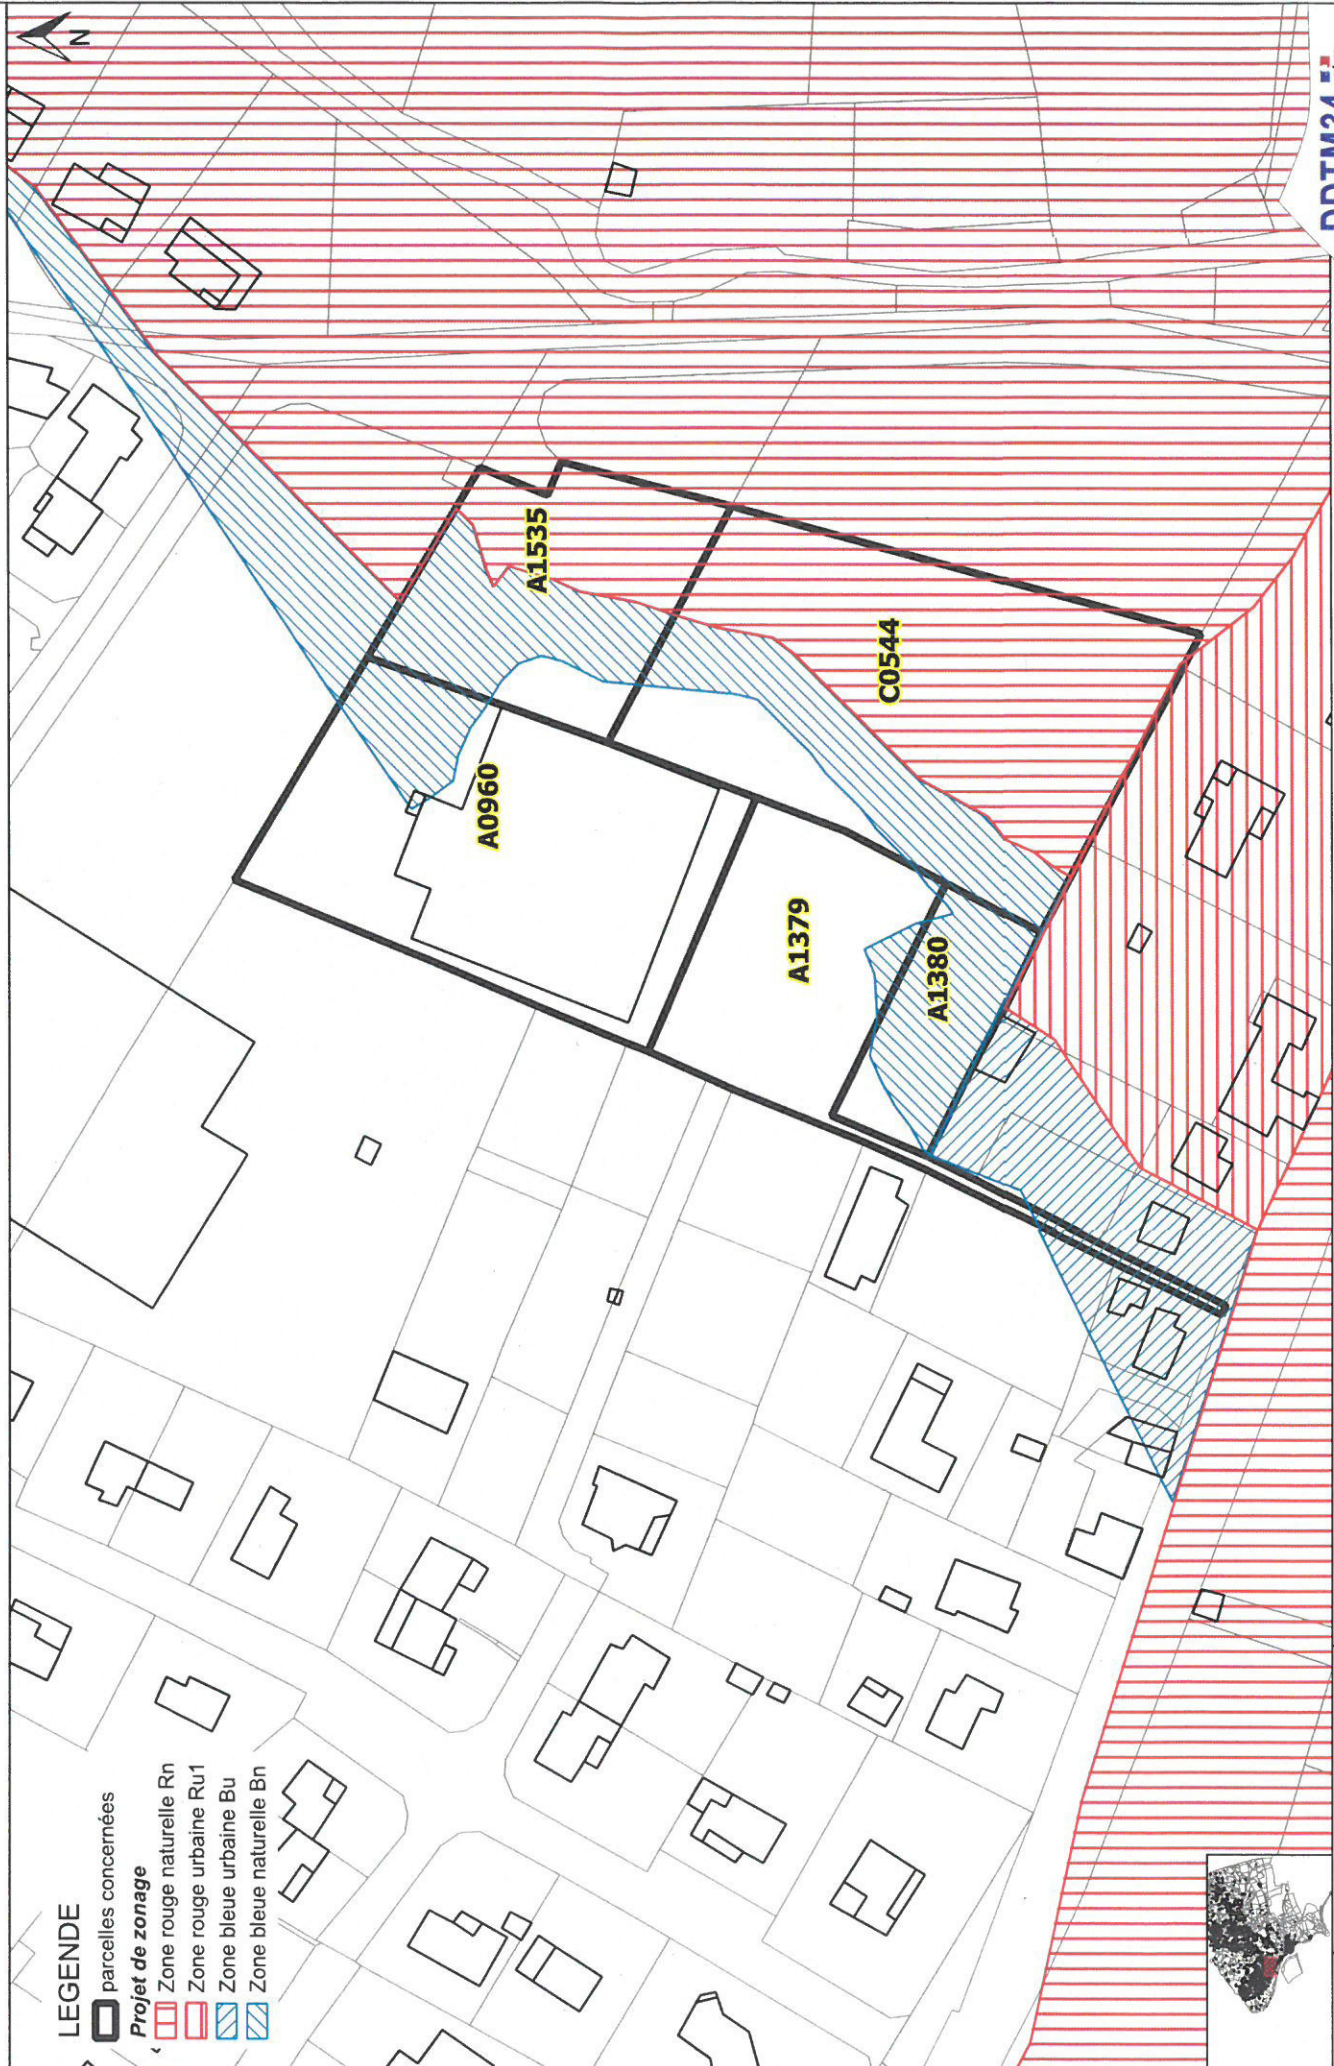 N
LEGENDE
parcelles concernées
Projet de zonage
Zone rouge naturelle Rn
Zone rouge urbaine Ru1
Zone bleue urbaine Bu
Zone bleue naturelle Bn
A1535
C0544
A0960
A1379
A1380
DDTM34